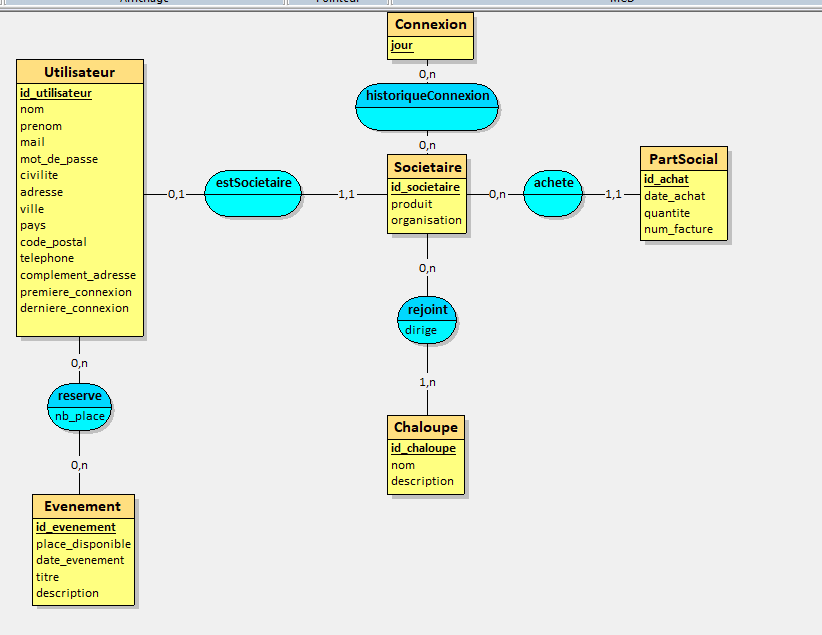 Affichage Pointeur MCD
Connexion
jour
0,n
historiqueConnexion
0,n
Utilisateur
id_utilisateur
nom
prenom
mail
mot_de_passe
civilite
adresse
ville
pays
code_postal
telephone
complement_adresse
premiere_connexion
derniere_connexion
0,1
estSocietaire
1,1
Societaire
id_societaire
produit
organisation
0,n
achete
1,1
PartSocial
id_achat
date_achat
quantite
num_facture
0,n
rejoint
dirige
1,n
Chaloupe
id_chaloupe
nom
description
0,n
reserve
nb_place
0,n
Evenement
id_evenement
place_disponible
date_evenement
titre
description